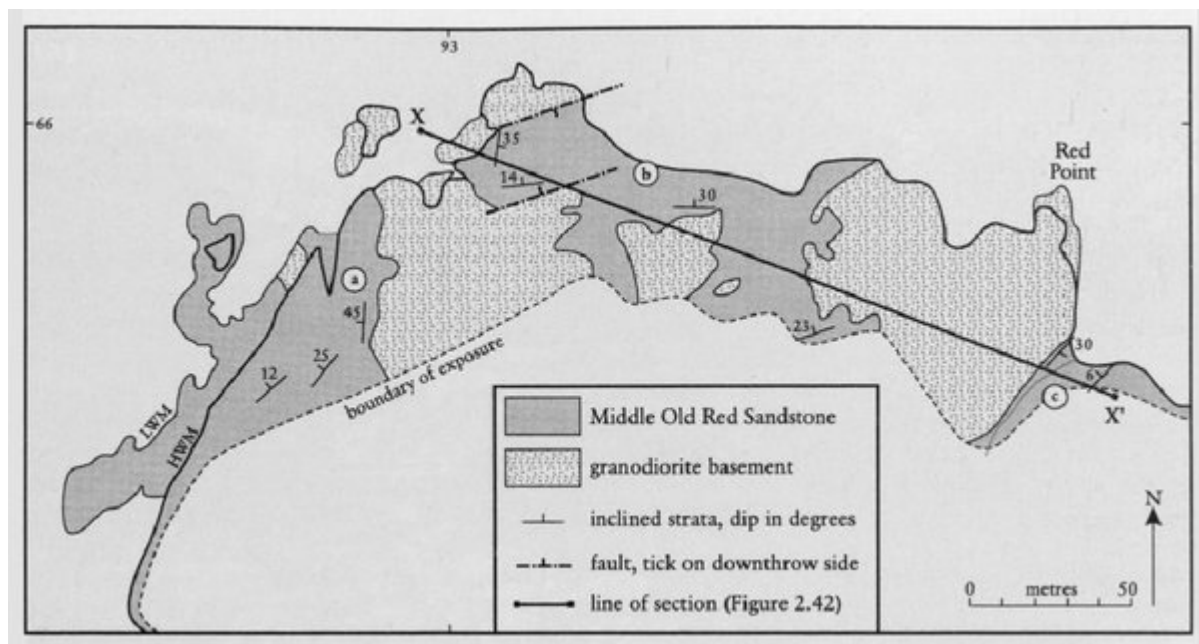 93
66
X
35
14
b
30
Red
Point
a
45
25
12
23
30
6
c
X'
LWM
HWM
boundary of exposure
Middle Old Red Sandstone
granodiorite basement
inclined strata, dip in degrees
fault, tick on downthrow side
line of section (Figure 2.42)
N
0 metres 50